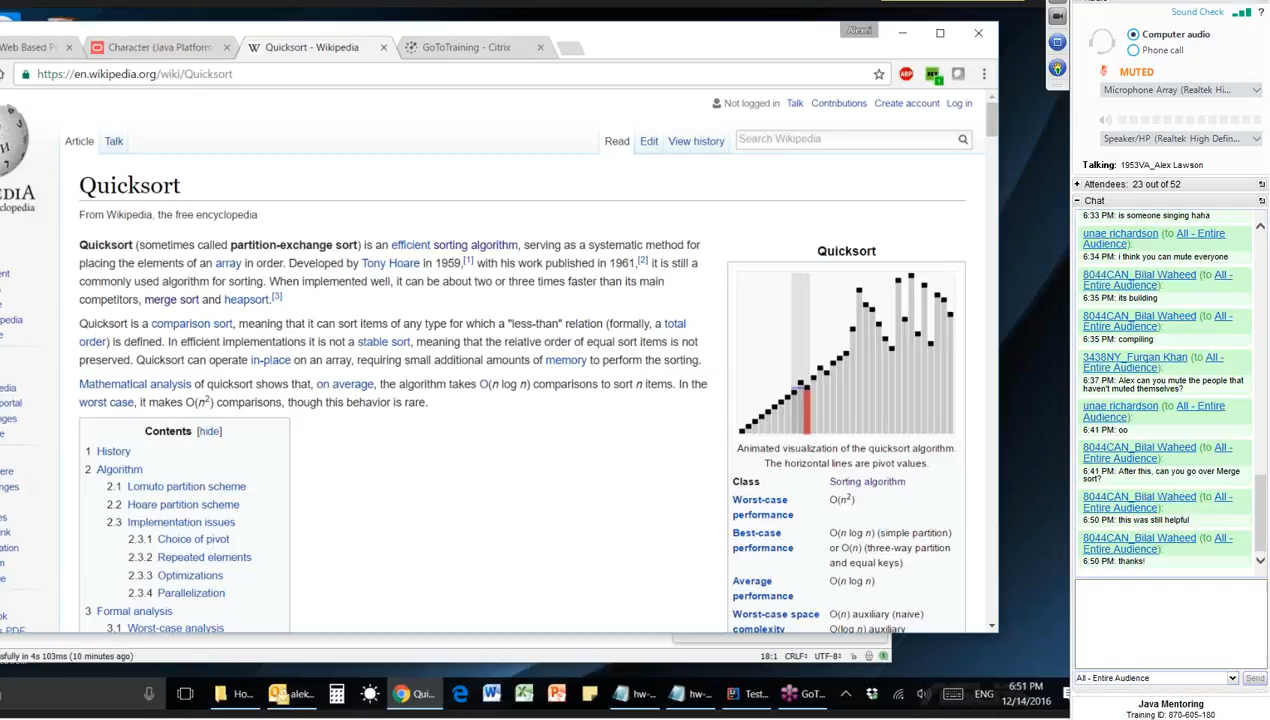 Alexei
Web Based P
Character (Java Platform
Quicksort - Wikipedia
GoToTraining - Citrix
https://en.wikipedia.org/wiki/Quicksort
ABP
Not logged in Talk Contributions Create account Log in
Article Talk
Read Edit View history
Search Wikipedia
Quicksort
From Wikipedia, the free encyclopedia
Quicksort (sometimes called partition-exchange sort) is an efficient sorting algorithm, serving as a systematic method for
placing the elements of an array in order. Developed by Tony Hoare in 1959,[1] with his work published in 1961,[2] it is still a
commonly used algorithm for sorting. When implemented well, it can be about two or three times faster than its main
competitors, merge sort and heapsort.[3]
Quicksort is a comparison sort, meaning that it can sort items of any type for which a "less-than" relation (formally, a total
order) is defined. In efficient implementations it is not a stable sort, meaning that the relative order of equal sort items is not
preserved. Quicksort can operate in-place on an array, requiring small additional amounts of memory to perform the sorting.
Mathematical analysis of quicksort shows that, on average, the algorithm takes O(n log n) comparisons to sort n items. In the
worst case, it makes O(n²) comparisons, though this behavior is rare.
Contents [hide]
1 History
2 Algorithm
2.1 Lomuto partition scheme
2.2 Hoare partition scheme
2.3 Implementation issues
2.3.1 Choice of pivot
2.3.2 Repeated elements
2.3.3 Optimizations
2.3.4 Parallelization
3 Formal analysis
3.1 Worst-case analysis
Quicksort
Animated visualization of the quicksort algorithm.
The horizontal lines are pivot values.
Class Sorting algorithm
Worst-case performance O(n²)
Best-case performance O(n log n) (simple partition)
or O(n) (three-way partition
and equal keys)
Average performance O(n log n)
Worst-case space complexity O(n) auxiliary (naive)
O(log n) auxiliary
sfully in 4s 103ms (10 minutes ago)
18:1 CRLF÷ UTF-8÷
Ho...
alek...
Qui...
hw-...
hw-...
Test...
GoT...
ENG
6:51 PM
12/14/2016
Sound Check
?
Computer audio
Phone call
MUTED
Microphone Array (Realtek Hi...
Speaker/HP (Realtek High Defin...
Talking: 1953VA_Alex Lawson
Attendees: 23 out of 52
Chat
6:33 PM: is someone singing haha
unae richardson (to All - Entire
Audience):
6:34 PM: i think you can mute everyone
8044CAN_Bilal Waheed (to All -
Entire Audience):
6:35 PM: its building
8044CAN_Bilal Waheed (to All -
Entire Audience):
6:35 PM: compiling
3438NY_Furqan Khan (to All -
Entire Audience):
6:37 PM: Alex can you mute the people that
haven't muted themselves?
unae richardson (to All - Entire
Audience):
6:41 PM: oo
8044CAN_Bilal Waheed (to All -
Entire Audience):
6:41 PM: After this, can you go over Merge
sort?
8044CAN_Bilal Waheed (to All -
Entire Audience):
6:50 PM: this was still helpful
8044CAN_Bilal Waheed (to All -
Entire Audience):
6:50 PM: thanks!
All - Entire Audience
Send
Java Mentoring
Training ID: 870-605-180